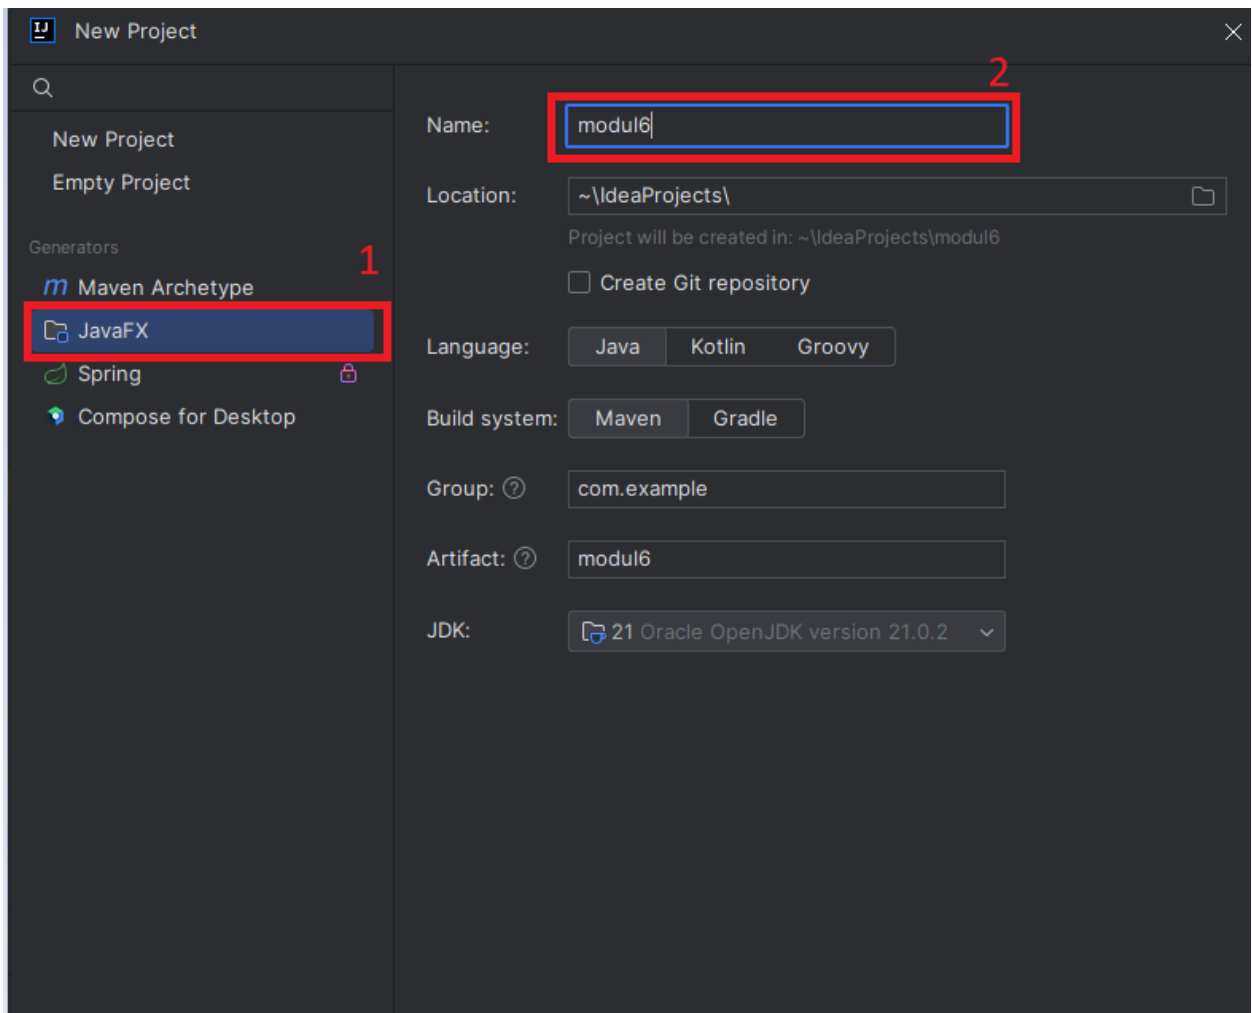 IJ New Project
2
Name: modul6
New Project
Empty Project
Location: ~\IdeaProjects\
Project will be created in: ~\IdeaProjects\modul6
Generators
1
Create Git repository
m Maven Archetype
JavaFX
Language: Java Kotlin Groovy
Spring
Compose for Desktop
Build system: Maven Gradle
Group: ? com.example
Artifact: ? modul6
JDK: 21 Oracle OpenJDK version 21.0.2